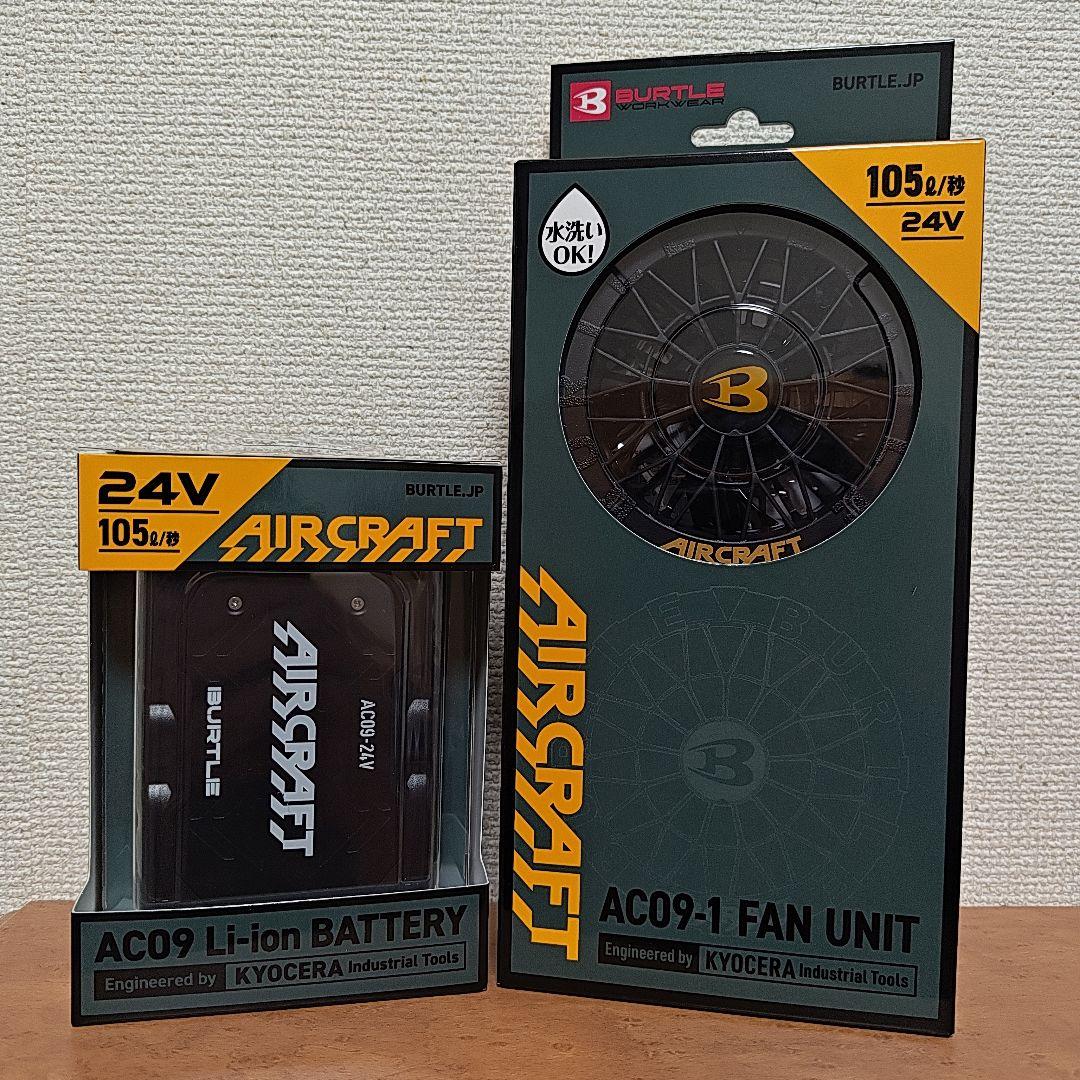 24V
105ℓ/秒
BURTLE.JP
AIRCRAFT
AIRCRAFT
AC09-24V
BURTLE
AC09 Li-ion BATTERY
Engineered by KYOCERA Industrial Tools
BURTLE
WORKWEAR
BURTLE.JP
水洗い
OK!
105ℓ/秒
24V
AIRCRAFT
AIRCRAFT
AC09-1 FAN UNIT
Engineered by KYOCERA Industrial Tools